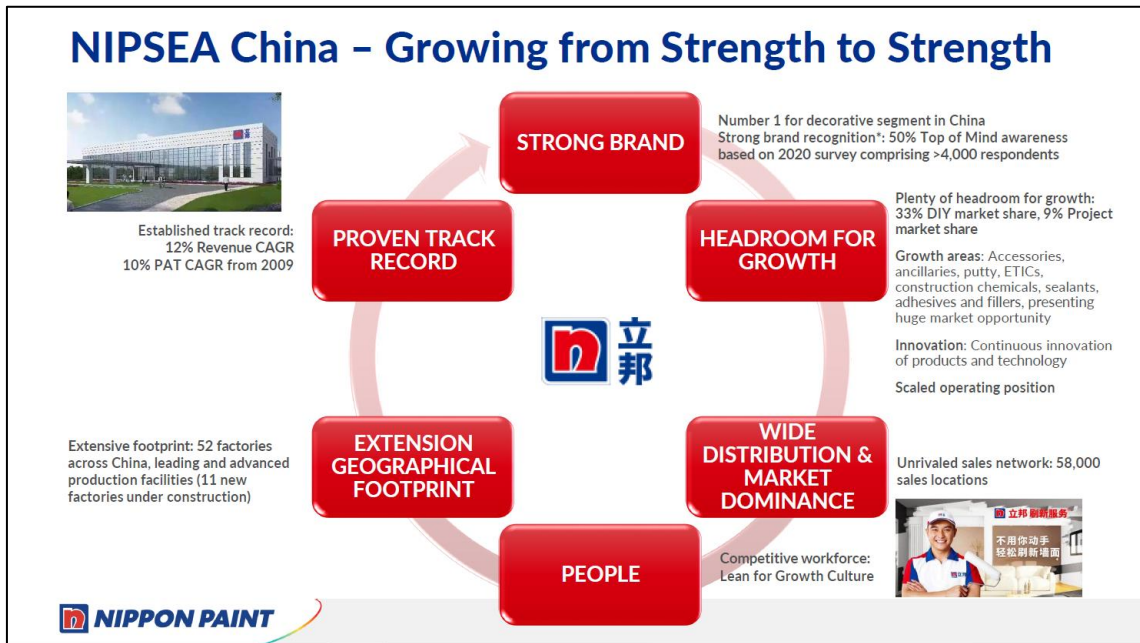 NIPSEA China – Growing from Strength to Strength
立邦
STRONG BRAND
Number 1 for decorative segment in China
Strong brand recognition*: 50% Top of Mind awareness
based on 2020 survey comprising >4,000 respondents
HEADROOM FOR
GROWTH
Plenty of headroom for growth:
33% DIY market share, 9% Project
market share
Growth areas: Accessories,
ancillaries, putty, ETICs,
construction chemicals, sealants,
adhesives and fillers, presenting
huge market opportunity
Innovation: Continuous innovation
of products and technology
Scaled operating position
WIDE
DISTRIBUTION &
MARKET
DOMINANCE
Unrivaled sales network: 58,000
sales locations
立邦 刷新服务
不用你动手
轻松刷新墙面
立邦
PEOPLE
Competitive workforce:
Lean for Growth Culture
EXTENSION
GEOGRAPHICAL
FOOTPRINT
Extensive footprint: 52 factories
across China, leading and advanced
production facilities (11 new
factories under construction)
PROVEN TRACK
RECORD
Established track record:
12% Revenue CAGR
10% PAT CAGR from 2009
n
立
邦
n NIPPON PAINT